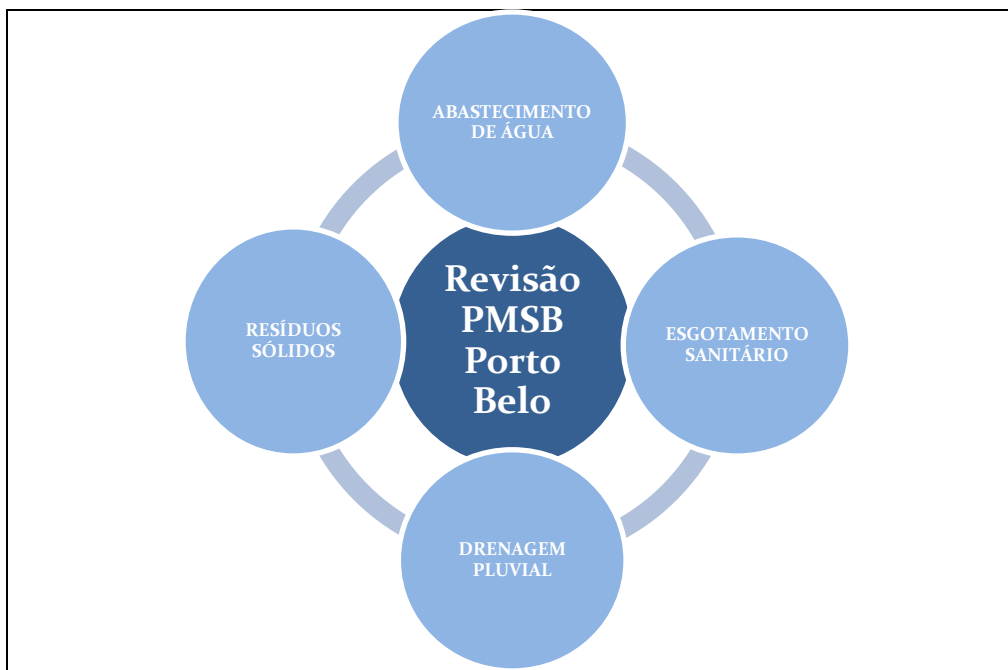 ABASTECIMENTO
DE ÁGUA
Revisão
PMSB
Porto
Belo
RESÍDUOS
SÓLIDOS
ESGOTAMENTO
SANITÁRIO
DRENAGEM
PLUVIAL